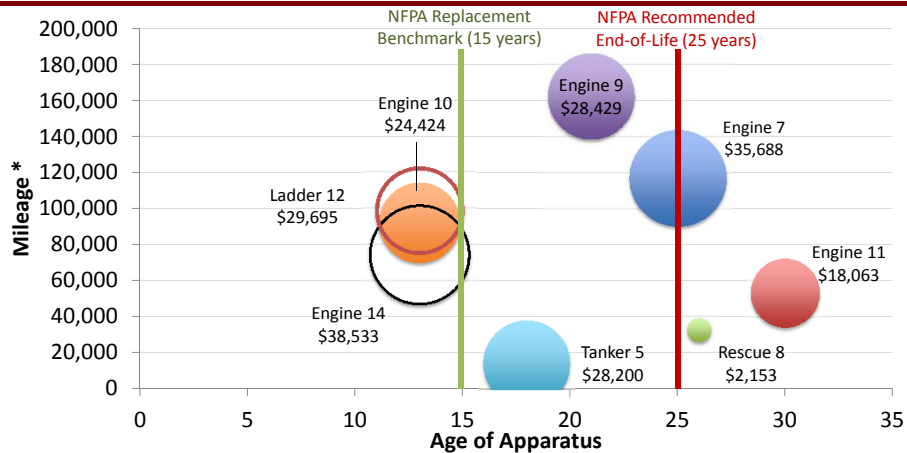 NFPA Replacement
Benchmark (15 years)
NFPA Recommended
End-of-Life (25 years)
200,000
180,000
160,000
140,000
120,000
100,000
80,000
60,000
40,000
20,000
0
Mileage *
Engine 10
$24,424
Ladder 12
$29,695
Engine 14
$38,533
Engine 9
$28,429
Engine 7
$35,688
Engine 11
$18,063
Tanker 5
$28,200
Rescue 8
$2,153
0 5 10 15 20 25 30 35
Age of Apparatus